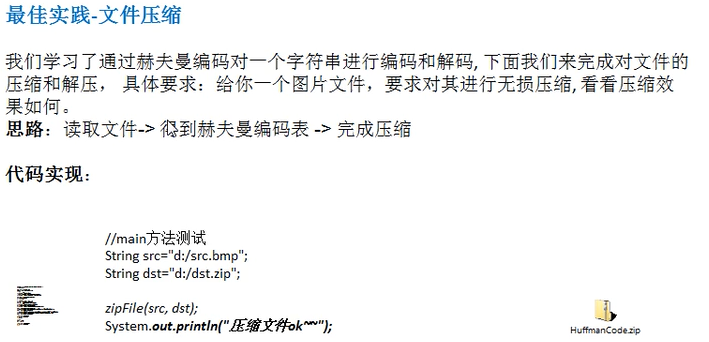 最佳实践-文件压缩
我们学习了通过赫夫曼编码对一个字符串进行编码和解码, 下面我们来完成对文件的
压缩和解压， 具体要求：给你一个图片文件，要求对其进行无损压缩, 看看压缩效
果如何。
思路：读取文件-> 得到赫夫曼编码表 -> 完成压缩
代码实现：
//main方法测试
String src="d:/src.bmp";
String dst="d:/dst.zip";
zipFile(src, dst);
System.out.println("压缩文件ok~~");
HuffmanCode.zip